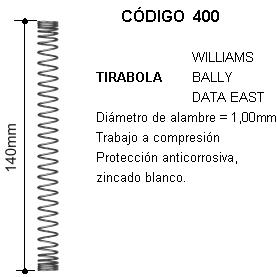 CÓDIGO 400
WILLIAMS
TIRABOLA BALLY
DATA EAST
Diámetro de alambre = 1,00mm
Trabajo a compresión
Protección anticorrosiva,
zincado blanco.
140mm